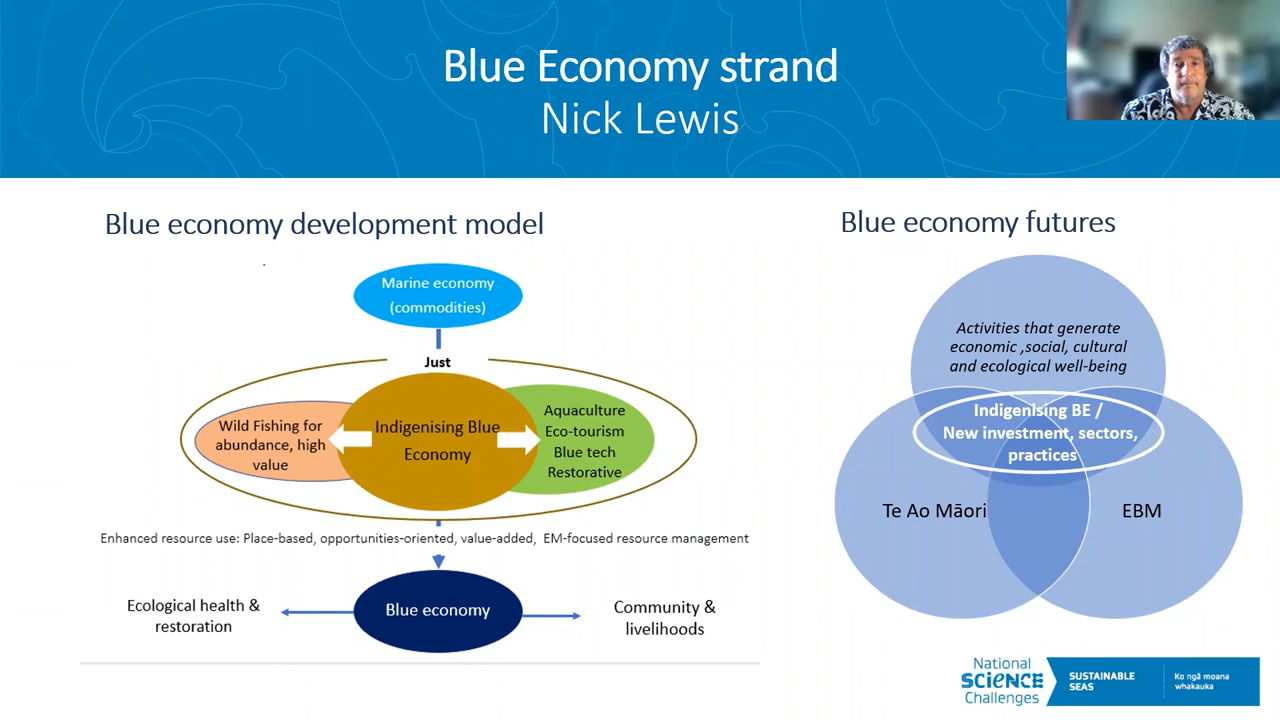 Blue Economy strand
Nick Lewis
Blue economy development model
Marine economy
(commodities)
Just
Wild Fishing for
abundance, high
value
Indigenising Blue
Economy
Aquaculture
Eco-tourism
Blue tech
Restorative
Enhanced resource use: Place-based, opportunities-oriented, value-added, EM-focused resource management
Ecological health &
restoration
Blue economy
Community &
livelihoods
Blue economy futures
Activities that generate
economic ,social, cultural
and ecological well-being
Indigenising BE /
New investment, sectors,
practices
Te Ao Māori
EBM
National
SCIENCE
Challenges
SUSTAINABLE
SEAS
Ko ngā moana
whakauka